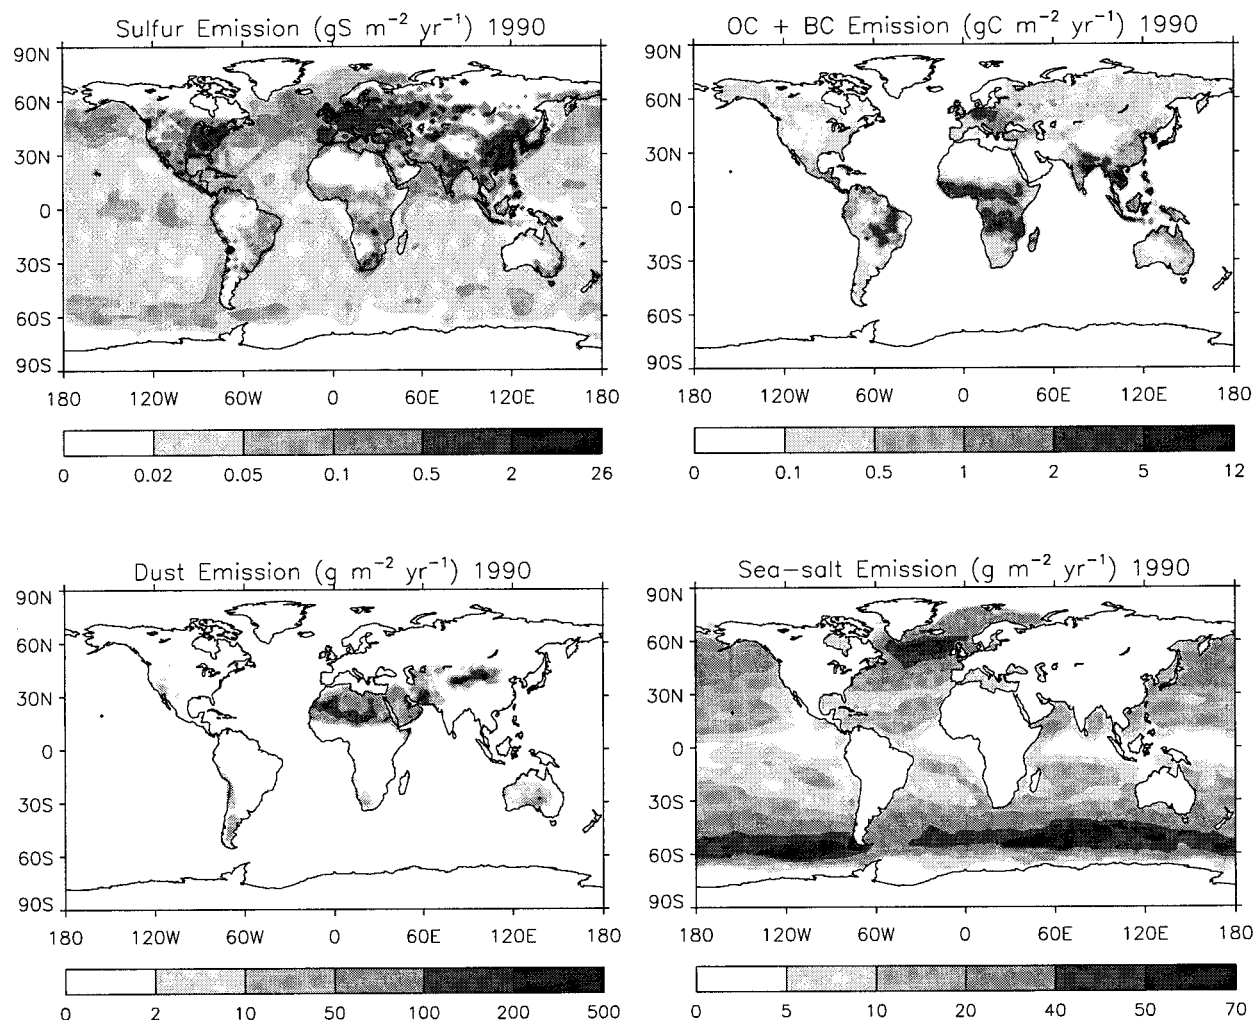 Sulfur Emission (gS m⁻² yr⁻¹) 1990
90N
60N
30N
0
30S
60S
90S
180 120W 60W 0 60E 120E 180
0 0.02 0.05 0.1 0.5 2 26
OC + BC Emission (gC m⁻² yr⁻¹) 1990
90N
60N
30N
0
30S
60S
90S
180 120W 60W 0 60E 120E 180
0 0.1 0.5 1 2 5 12
Dust Emission (g m⁻² yr⁻¹) 1990
90N
60N
30N
0
30S
60S
90S
180 120W 60W 0 60E 120E 180
0 2 10 50 100 200 500
Sea-salt Emission (g m⁻² yr⁻¹) 1990
90N
60N
30N
0
30S
60S
90S
180 120W 60W 0 60E 120E 180
0 5 10 20 40 50 70